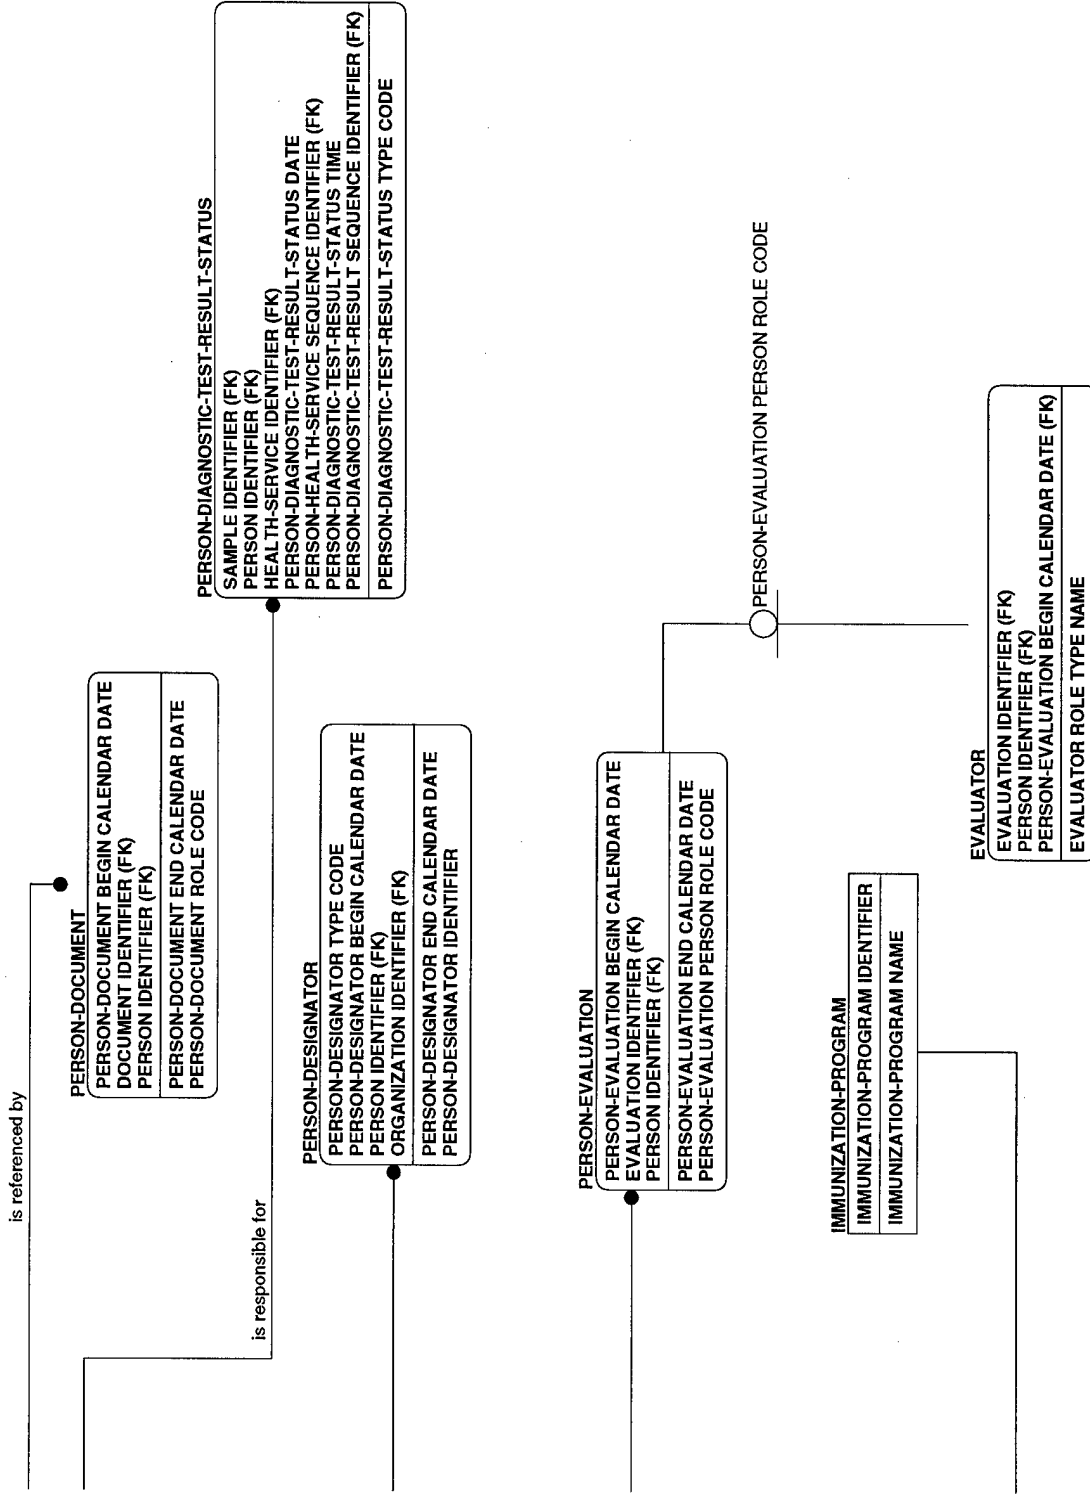 is referenced by
PERSON-DOCUMENT
PERSON-DOCUMENT BEGIN CALENDAR DATE
DOCUMENT IDENTIFIER (FK)
PERSON IDENTIFIER (FK)
PERSON-DOCUMENT END CALENDAR DATE
PERSON-DOCUMENT ROLE CODE
PERSON-DIAGNOSTIC-TEST-RESULT-STATUS
SAMPLE IDENTIFIER (FK)
PERSON IDENTIFIER (FK)
HEALTH-SERVICE IDENTIFIER (FK)
PERSON-DIAGNOSTIC-TEST-RESULT-STATUS DATE
PERSON-HEALTH-SERVICE SEQUENCE IDENTIFIER (FK)
PERSON-DIAGNOSTIC-TEST-RESULT-STATUS TIME
PERSON-DIAGNOSTIC-TEST-RESULT SEQUENCE IDENTIFIER (FK)
PERSON-DIAGNOSTIC-TEST-RESULT-STATUS TYPE CODE
is responsible for
PERSON-DESIGNATOR
PERSON-DESIGNATOR TYPE CODE
PERSON-DESIGNATOR BEGIN CALENDAR DATE
PERSON IDENTIFIER (FK)
ORGANIZATION IDENTIFIER (FK)
PERSON-DESIGNATOR END CALENDAR DATE
PERSON-DESIGNATOR IDENTIFIER
PERSON-EVALUATION
PERSON-EVALUATION BEGIN CALENDAR DATE
EVALUATION IDENTIFIER (FK)
PERSON IDENTIFIER (FK)
PERSON-EVALUATION END CALENDAR DATE
PERSON-EVALUATION PERSON ROLE CODE
PERSON-EVALUATION PERSON ROLE CODE
IMMUNIZATION-PROGRAM
IMMUNIZATION-PROGRAM IDENTIFIER
IMMUNIZATION-PROGRAM NAME
EVALUATOR
EVALUATION IDENTIFIER (FK)
PERSON IDENTIFIER (FK)
PERSON-EVALUATION BEGIN CALENDAR DATE (FK)
EVALUATOR ROLE TYPE NAME